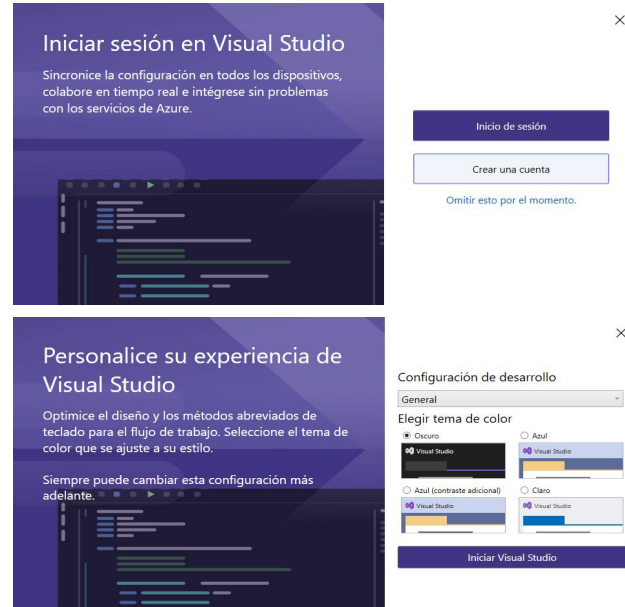 Iniciar sesión en Visual Studio
Sincronice la configuración en todos los dispositivos,
colabore en tiempo real e intégrese sin problemas
con los servicios de Azure.
Inicio de sesión
Crear una cuenta
Omitir esto por el momento.
Personalice su experiencia de
Visual Studio
Optimice el diseño y los métodos abreviados de
teclado para el flujo de trabajo. Seleccione el tema de
color que se ajuste a su estilo.
Siempre puede cambiar esta configuración más
adelante.
Configuración de desarrollo
General
Elegir tema de color
Oscuro
Visual Studio
Azul
Visual Studio
Azul (contraste adicional)
Visual Studio
Claro
Visual Studio
Iniciar Visual Studio